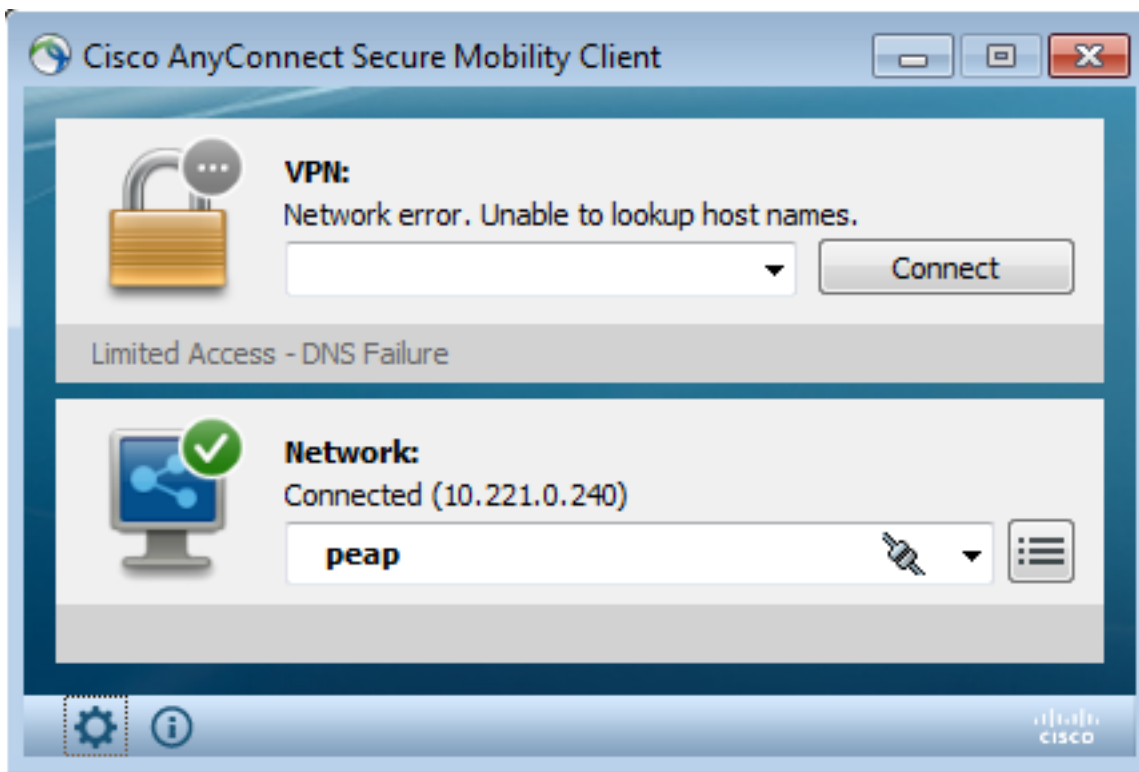 Cisco AnyConnect Secure Mobility Client
VPN:
Network error. Unable to lookup host names.
Connect
Limited Access - DNS Failure
Network:
Connected (10.221.0.240)
peap
CISCO